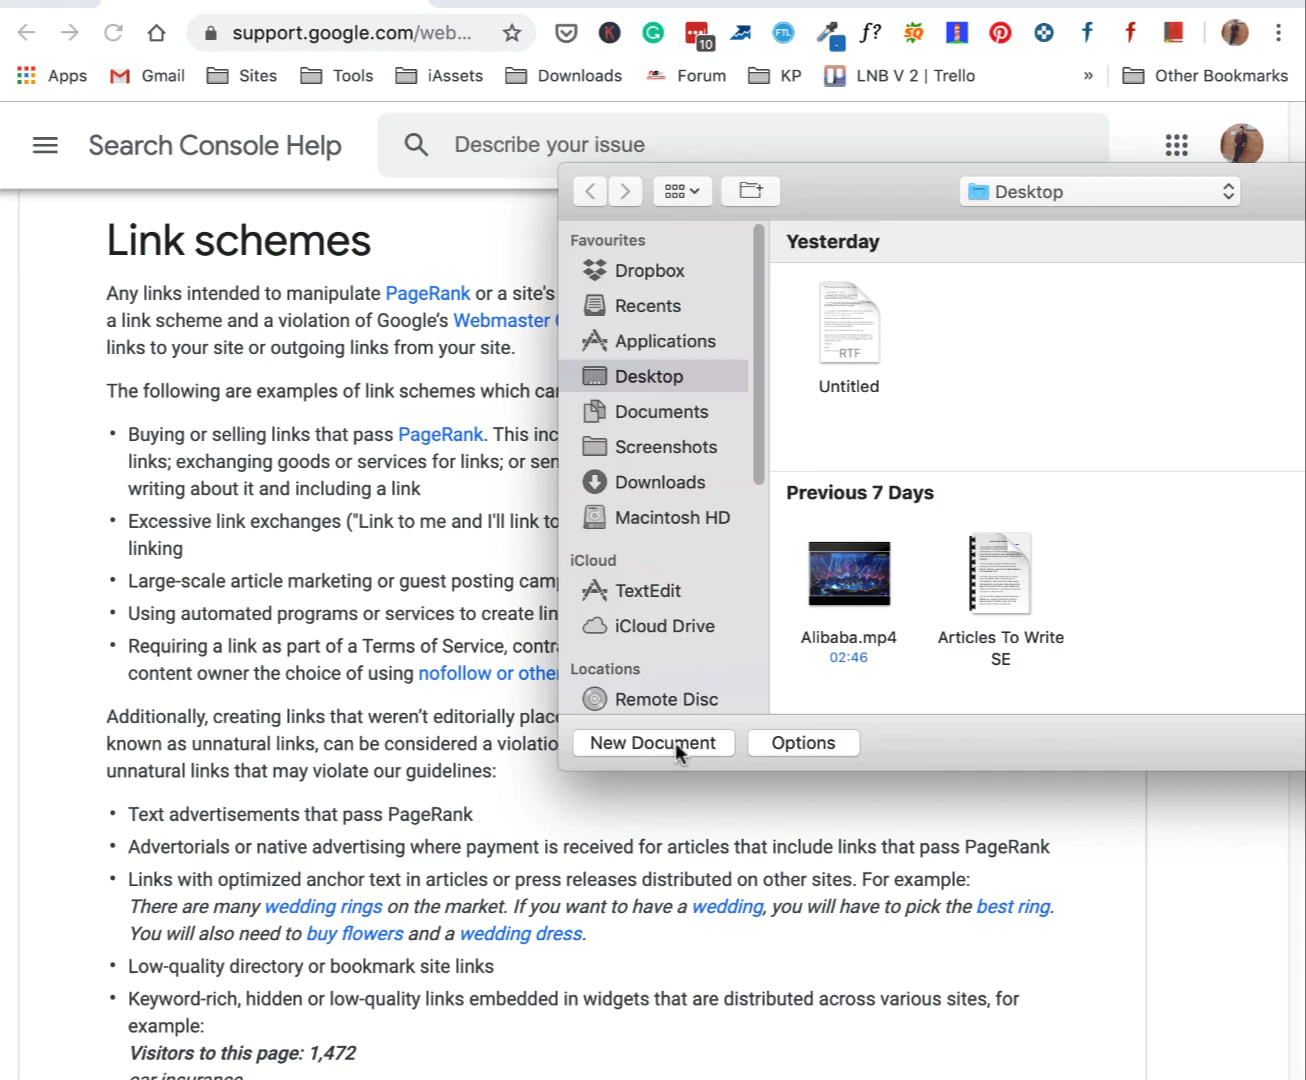 support.google.com/web...
10
FTL
f?
SQ
K
Apps
Gmail
Sites
Tools
iAssets
Downloads
Forum
KP
LNB V 2 | Trello
»
Other Bookmarks
Search Console Help
Describe your issue
Link schemes
Any links intended to manipulate PageRank or a site's
a link scheme and a violation of Google's Webmaster
links to your site or outgoing links from your site.
The following are examples of link schemes which
• Buying or selling links that pass PageRank. This
links; exchanging goods or services for links; or
writing about it and including a link
• Excessive link exchanges ("Link to me and I'll link to
linking
• Large-scale article marketing or guest posting
• Using automated programs or services to create
• Requiring a link as part of a Terms of Service,
content owner the choice of using nofollow or
Additionally, creating links that weren't editorially
known as unnatural links, can be considered a
unnatural links that may violate our guidelines:
• Text advertisements that pass PageRank
• Advertorials or native advertising where payment is received for articles that include links that pass PageRank
• Links with optimized anchor text in articles or press releases distributed on other sites. For example:
There are many wedding rings on the market. If you want to have a wedding, you will have to pick the best ring.
You will also need to buy flowers and a wedding dress.
• Low-quality directory or bookmark site links
• Keyword-rich, hidden or low-quality links embedded in widgets that are distributed across various sites, for
example:
Visitors to this page: 1,472
car insurance
Desktop
Favourites
Dropbox
Recents
Applications
Desktop
Documents
Screenshots
Downloads
Macintosh HD
iCloud
TextEdit
iCloud Drive
Locations
Remote Disc
Yesterday
RTF
Untitled
Previous 7 Days
Alibaba.mp4
02:46
Articles To Write
SE
New Document
Options